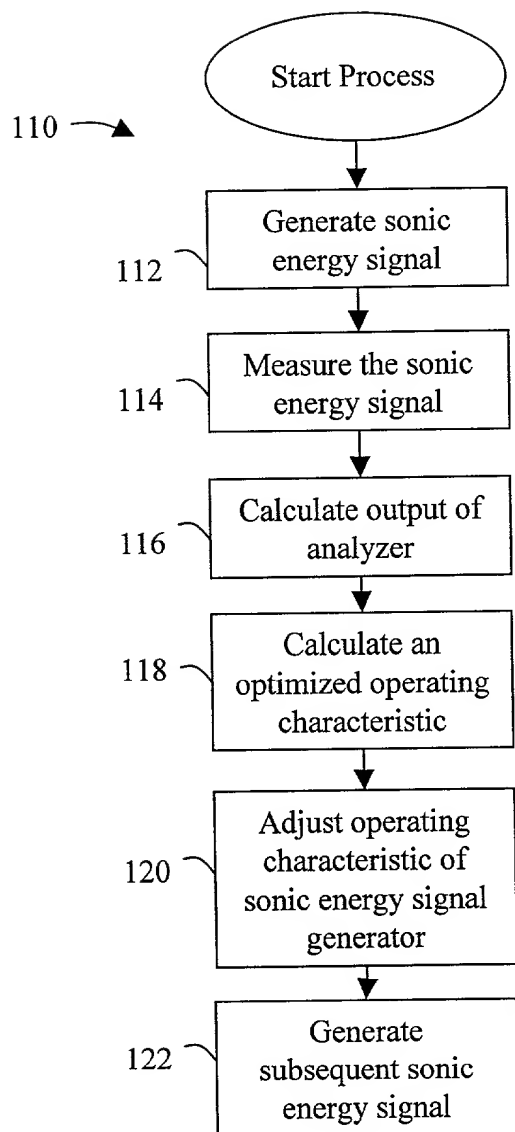 Start Process
110
Generate sonic
energy signal
112
Measure the sonic
energy signal
114
Calculate output of
analyzer
116
Calculate an
optimized operating
characteristic
118
Adjust operating
characteristic of
sonic energy signal
generator
120
Generate
subsequent sonic
energy signal
122